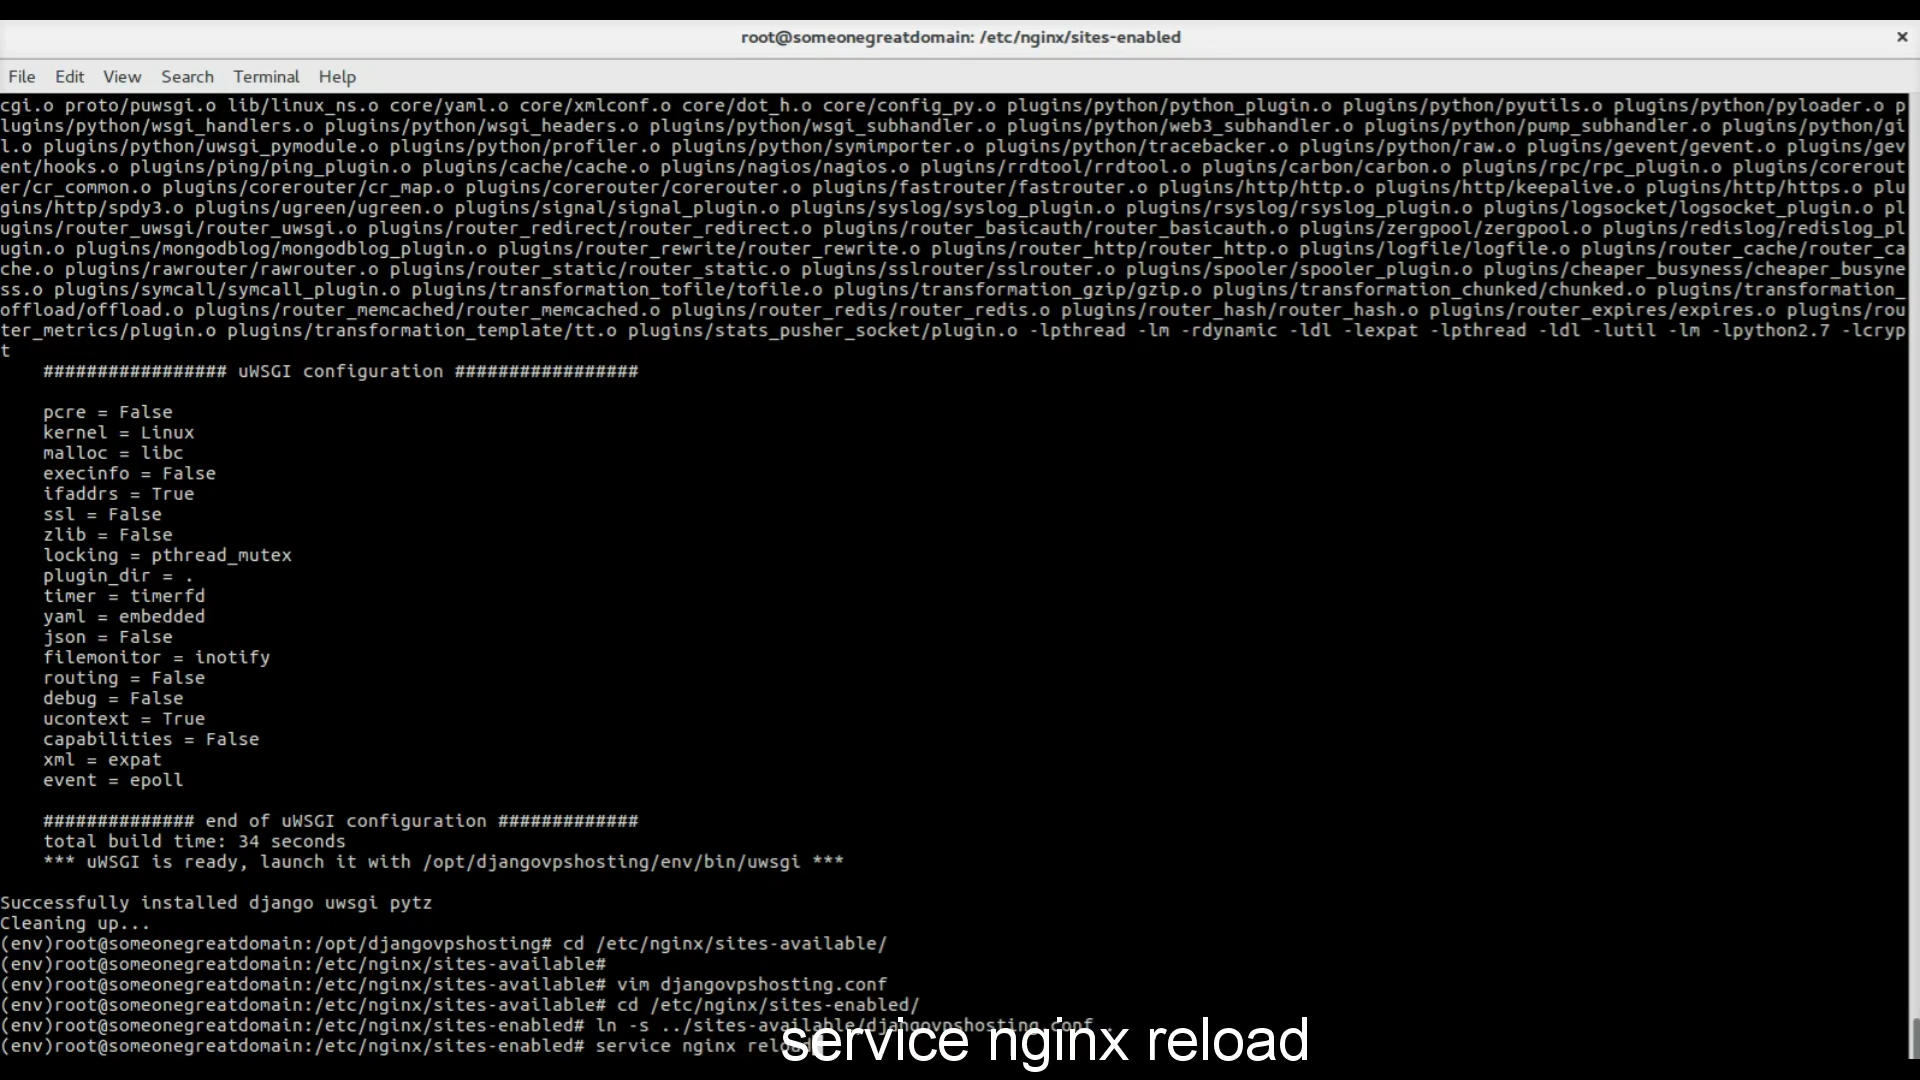 root@someonegreatdomain: /etc/nginx/sites-enabled
×
File Edit View Search Terminal Help
cgi.o proto/puwsgi.o lib/linux_ns.o core/yaml.o core/xmlconf.o core/dot_h.o core/config_py.o plugins/python/python_plugin.o plugins/python/pyutils.o plugins/python/pyloader.o p
lugins/python/wsgi_handlers.o plugins/python/wsgi_headers.o plugins/python/wsgi_subhandler.o plugins/python/web3_subhandler.o plugins/python/pump_subhandler.o plugins/python/gi
l.o plugins/python/uwsgi_pymodule.o plugins/python/profiler.o plugins/python/symimporter.o plugins/python/tracebacker.o plugins/python/raw.o plugins/gevent/gevent.o plugins/gev
ent/hooks.o plugins/ping/ping_plugin.o plugins/cache/cache.o plugins/nagios/nagios.o plugins/rrdtool/rrdtool.o plugins/carbon/carbon.o plugins/rpc/rpc_plugin.o plugins/corerout
er/cr_common.o plugins/corerouter/cr_map.o plugins/corerouter/corerouter.o plugins/fastrouter/fastrouter.o plugins/http/http.o plugins/http/keepalive.o plugins/http/https.o plu
gins/http/spdy3.o plugins/ugreen/ugreen.o plugins/signal/signal_plugin.o plugins/syslog/syslog_plugin.o plugins/rsyslog/rsyslog_plugin.o plugins/logsocket/logsocket_plugin.o pl
ugins/router_uwsgi/router_uwsgi.o plugins/router_redirect/router_redirect.o plugins/router_basicauth/router_basicauth.o plugins/zergpool/zergpool.o plugins/redislog/redislog_pl
ugin.o plugins/mongodblog/mongodblog_plugin.o plugins/router_rewrite/router_rewrite.o plugins/router_http/router_http.o plugins/logfile/logfile.o plugins/router_cache/router_ca
che.o plugins/rawrouter/rawrouter.o plugins/router_static/router_static.o plugins/sslrouter/sslrouter.o plugins/spooler/spooler_plugin.o plugins/cheaper_busyness/cheaper_busyne
ss.o plugins/symcall/symcall_plugin.o plugins/transformation_tofile/tofile.o plugins/transformation_gzip/gzip.o plugins/transformation_chunked/chunked.o plugins/transformation_
offload/offload.o plugins/router_memcached/router_memcached.o plugins/router_redis/router_redis.o plugins/router_hash/router_hash.o plugins/router_expires/expires.o plugins/rou
ter_metrics/plugin.o plugins/transformation_template/tt.o plugins/stats_pusher_socket/plugin.o -lpthread -lm -rdynamic -ldl -lexpat -lpthread -ldl -lutil -lm -lpython2.7 -lcryp
t
################# uWSGI configuration #################
pcre = False
kernel = Linux
malloc = libc
execinfo = False
ifaddrs = True
ssl = False
zlib = False
locking = pthread_mutex
plugin_dir = .
timer = timerfd
yaml = embedded
json = False
filemonitor = inotify
routing = False
debug = False
ucontext = True
capabilities = False
xml = expat
event = epoll
############## end of uWSGI configuration #############
total build time: 34 seconds
*** uWSGI is ready, launch it with /opt/djangovpshosting/env/bin/uwsgi ***
Successfully installed django uwsgi pytz
Cleaning up...
(env)root@someonegreatdomain:/opt/djangovpshosting# cd /etc/nginx/sites-available/
(env)root@someonegreatdomain:/etc/nginx/sites-available#
(env)root@someonegreatdomain:/etc/nginx/sites-available# vim djangovpshosting.conf
(env)root@someonegreatdomain:/etc/nginx/sites-available# cd /etc/nginx/sites-enabled/
(env)root@someonegreatdomain:/etc/nginx/sites-enabled# ln -s ../sites-available/djangovpshosting.conf .
(env)root@someonegreatdomain:/etc/nginx/sites-enabled# service nginx reload
service nginx reload